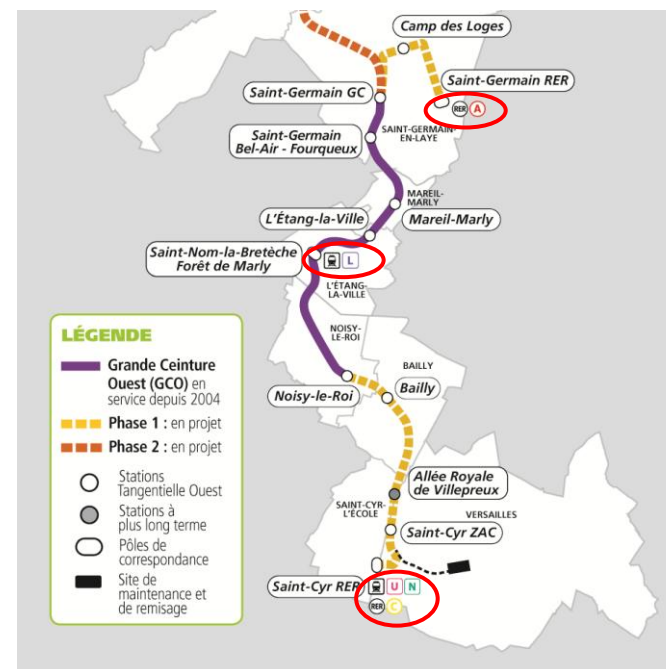 Camp des Loges
Saint-Germain RER
RER A
Saint-Germain GC
SAINT-GERMAIN-
EN-LAYE
Saint-Germain
Bel-Air - Fourqueux
MAREIL-
MARLY
L'Étang-la-Ville
Mareil-Marly
Saint-Nom-la-Bretèche
Forêt de Marly
L
L'ÉTANG-
LA-VILLE
NOISY-
LE-ROI
BAILLY
Noisy-le-Roi
Bailly
Allée Royale
de Villepreux
SAINT-CYR-
L'ÉCOLE
VERSAILLES
Saint-Cyr ZAC
Saint-Cyr RER
U N
RER C
LÉGENDE
Grande Ceinture
Ouest (GCO) en
service depuis 2004
Phase 1 : en projet
Phase 2 : en projet
Stations
Tangentielle Ouest
Stations à
plus long terme
Pôles de
correspondance
Site de
maintenance et
de remisage